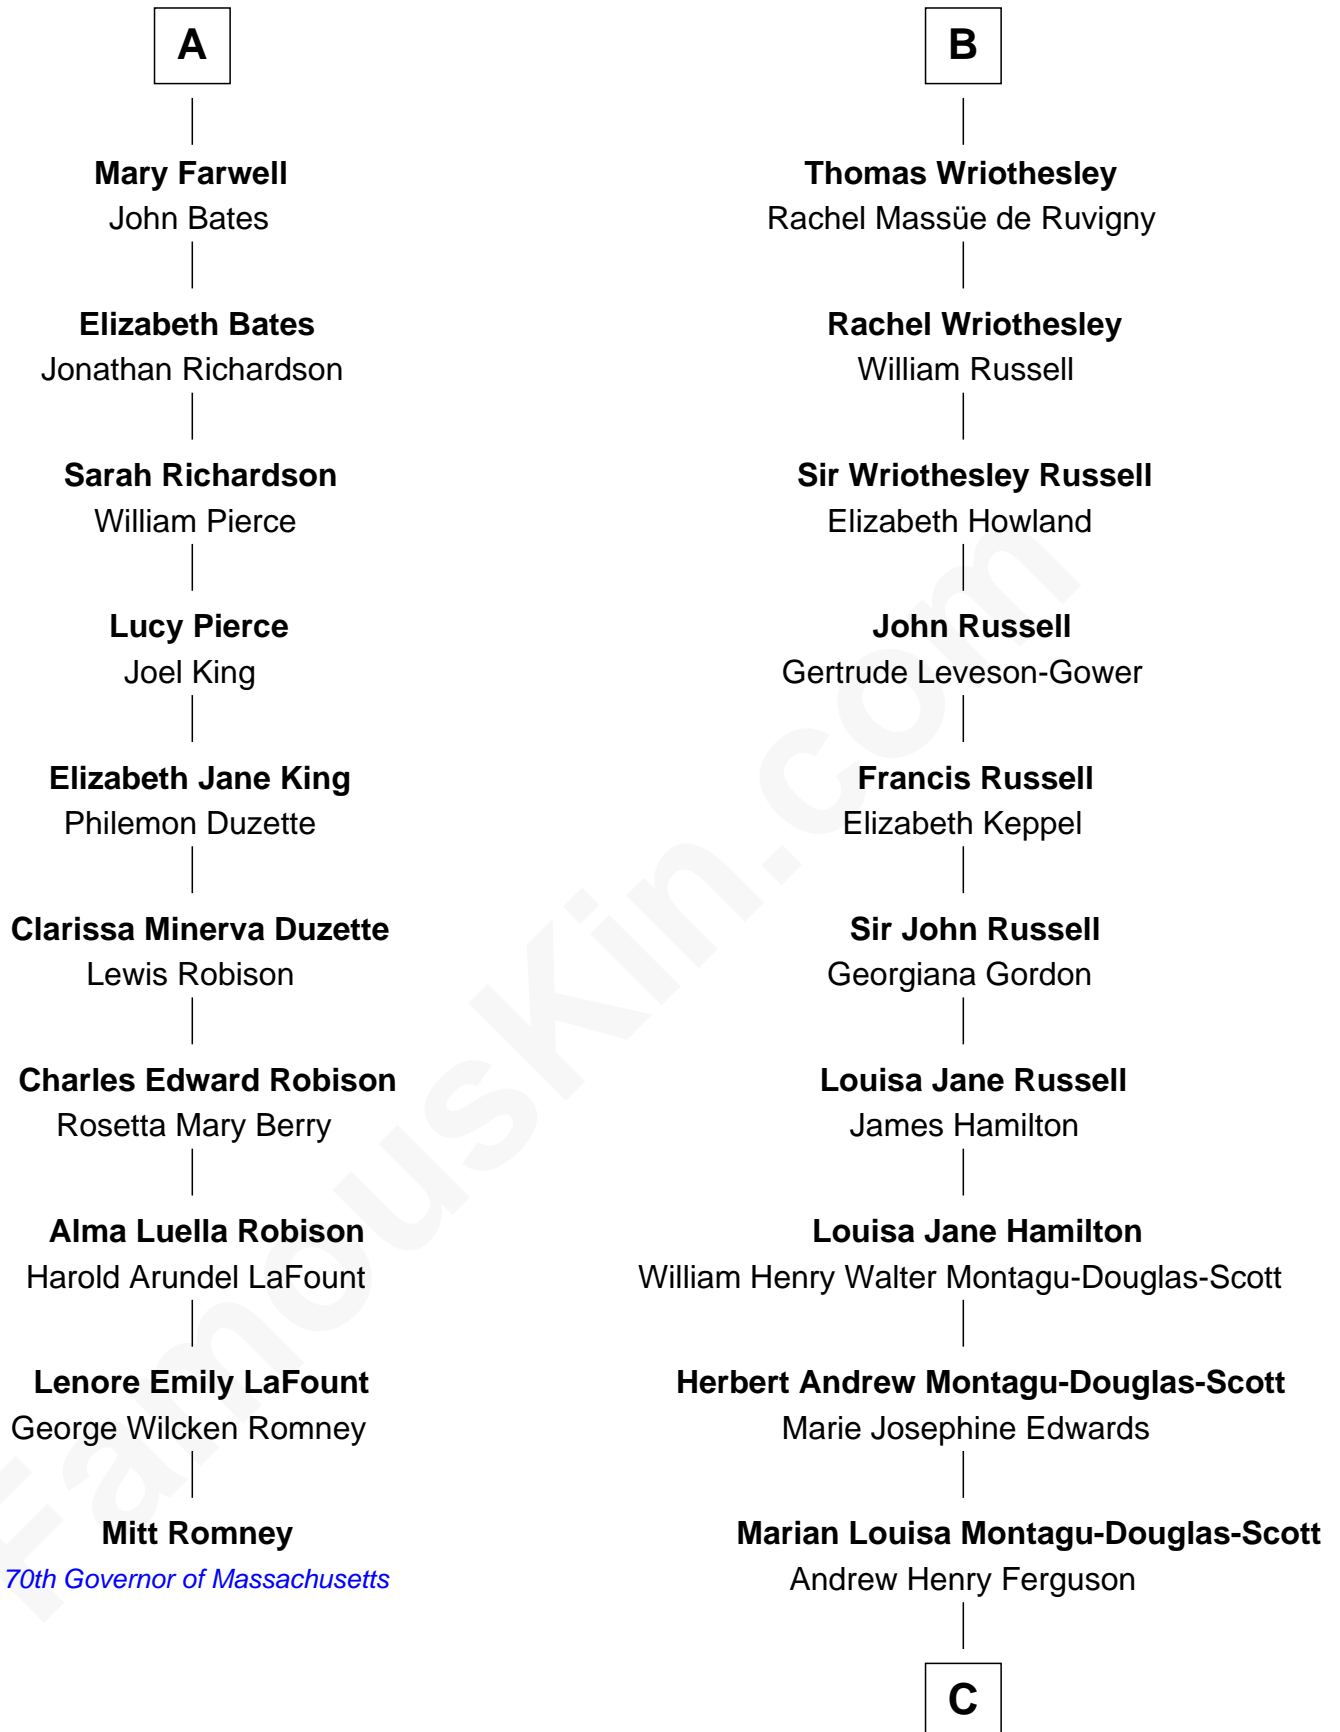 A
Mary Farwell
John Bates
Elizabeth Bates
Jonathan Richardson
Sarah Richardson
William Pierce
Lucy Pierce
Joel King
Elizabeth Jane King
Philemon Duzette
Clarissa Minerva Duzette
Lewis Robison
Charles Edward Robison
Rosetta Mary Berry
Alma Luella Robison
Harold Arundel LaFount
Lenore Emily LaFount
George Wilcken Romney
Mitt Romney
70th Governor of Massachusetts
B
Thomas Wriothesley
Rachel Massüe de Ruvigny
Rachel Wriothesley
William Russell
Sir Wriothesley Russell
Elizabeth Howland
John Russell
Gertrude Leveson-Gower
Francis Russell
Elizabeth Keppel
Sir John Russell
Georgiana Gordon
Louisa Jane Russell
James Hamilton
Louisa Jane Hamilton
William Henry Walter Montagu-Douglas-Scott
Herbert Andrew Montagu-Douglas-Scott
Marie Josephine Edwards
Marian Louisa Montagu-Douglas-Scott
Andrew Henry Ferguson
C
FamousKin.com